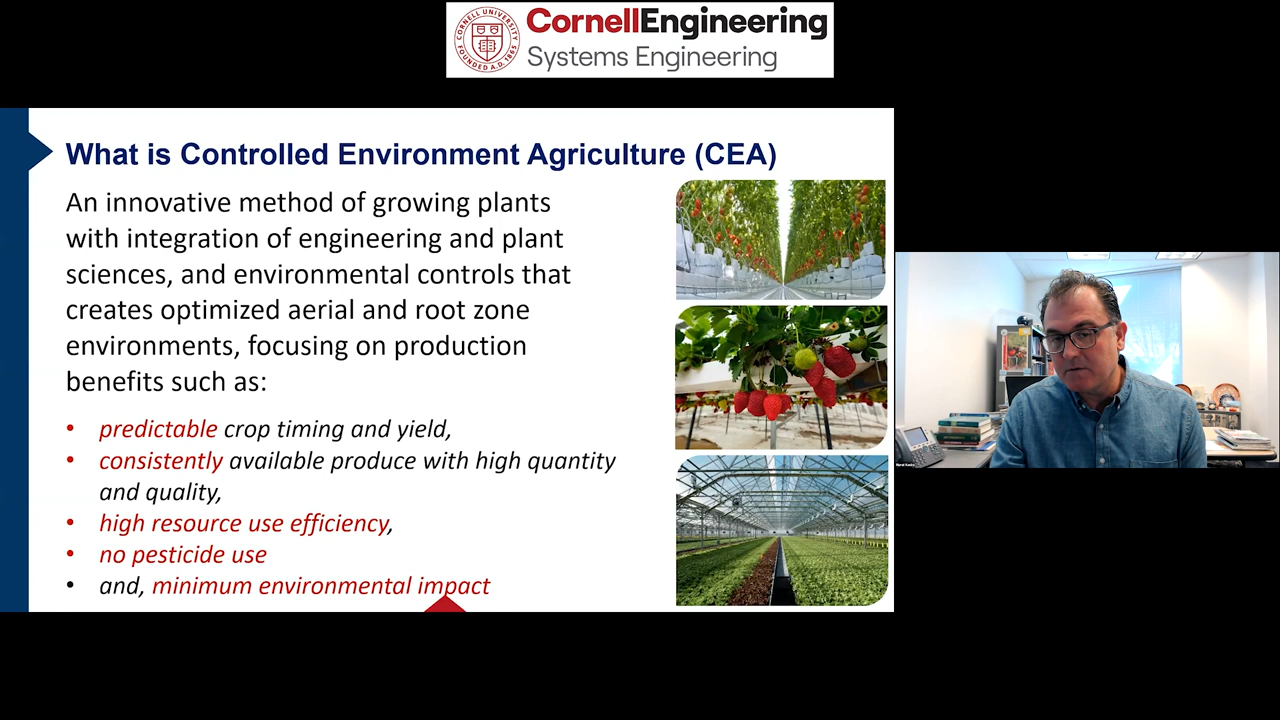 CornellEngineering
Systems Engineering
What is Controlled Environment Agriculture (CEA)
An innovative method of growing plants
with integration of engineering and plant
sciences, and environmental controls that
creates optimized aerial and root zone
environments, focusing on production
benefits such as:
• predictable crop timing and yield,
• consistently available produce with high quantity
and quality,
• high resource use efficiency,
• no pesticide use
• and, minimum environmental impact